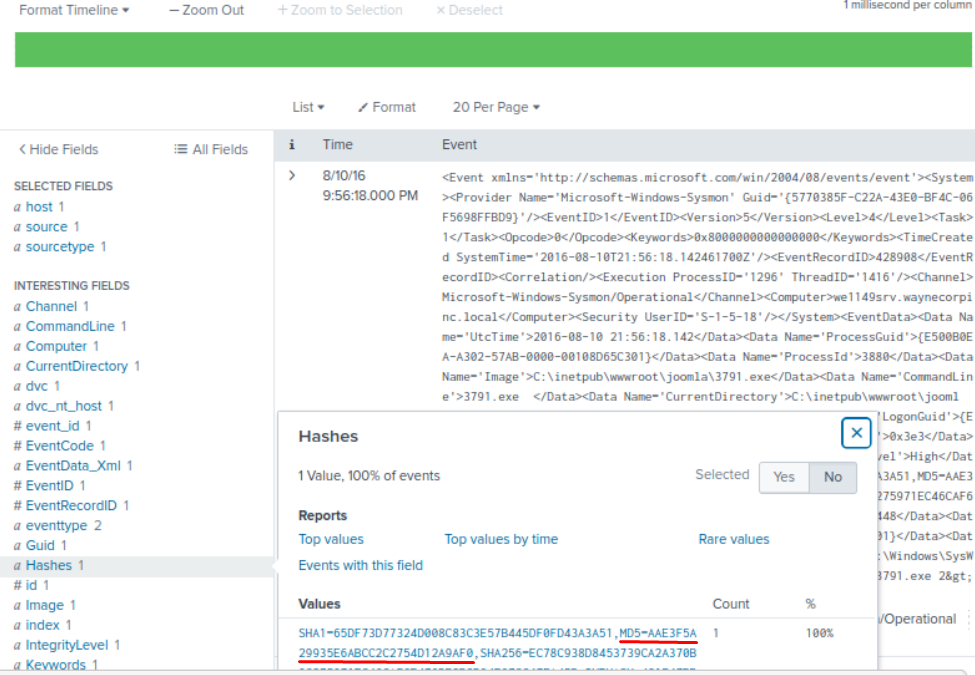 Format Timeline ▾ — Zoom Out + Zoom to Selection × Deselect 1 millisecond per column
List ▾ Format 20 Per Page ▾
< Hide Fields All Fields
i Time Event
SELECTED FIELDS
a host 1
a source 1
a sourcetype 1
INTERESTING FIELDS
a Channel 1
a CommandLine 1
a Computer 1
a CurrentDirectory 1
a dvc 1
a dvc_nt_host 1
# event_id 1
# EventCode 1
a EventData_Xml 1
# EventID 1
# EventRecordID 1
a eventtype 2
a Guid 1
a Hashes 1
# id 1
a Image 1
a index 1
a IntegrityLevel 1
a Keywords 1
> 8/10/16
9:56:18.000 PM
<Event xmlns='http://schemas.microsoft.com/win/2004/08/events/event'><System
><Provider Name='Microsoft-Windows-Sysmon' Guid='{5770385F-C22A-43E0-BF4C-06
F5698FFBD9}'/><EventID>1</EventID><Version>5</Version><Level>4</Level><Task>
1</Task><Opcode>0</Opcode><Keywords>0x8000000000000000</Keywords><TimeCreate
d SystemTime='2016-08-10T21:56:18.142461700Z'/><EventRecordID>428908</EventR
ecordID><Correlation/><Execution ProcessID='1296' ThreadID='1416'/><Channel>
Microsoft-Windows-Sysmon/Operational</Channel><Computer>we1149srv.waynecorpi
nc.local</Computer><Security UserID='S-1-5-18'/></System><EventData><Data Na
me='UtcTime'>2016-08-10 21:56:18.142</Data><Data Name='ProcessGuid'>{E500B0E
A-A302-57AB-0000-00108D65C301}</Data><Data Name='ProcessId'>3880</Data><Data
Name='Image'>C:\inetpub\wwwroot\joomla\3791.exe</Data><Data Name='CommandLin
e'>3791.exe </Data><Data Name='CurrentDirectory'>C:\inetpub\wwwroot\jooml
'LogonGuid'>{E
'>0x3e3</Data>
vel'>High</Dat
A3A51,MD5=AAE3
275971EC46CAF6
448</Data><Dat
01}</Data><Dat
:\Windows\SysW
3791.exe 2&gt;
/Operational
Hashes
×
1 Value, 100% of events Selected Yes No
Reports
Top values Top values by time Rare values
Events with this field
Values Count %
SHA1=65DF73D77324D008C83C3E57B445DF0FD43A3A51,MD5=AAE3F5A 1 100%
29935E6ABCC2C2754D12A9AF0,SHA256=EC78C938D8453739CA2A370B